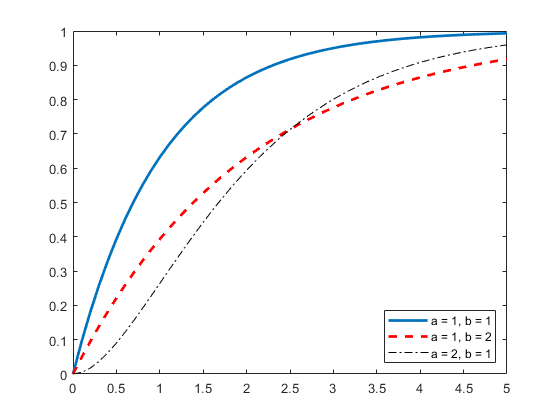 1
0.9
0.8
0.7
0.6
0.5
0.4
0.3
0.2
0.1
0
a = 1, b = 1
a = 1, b = 2
a = 2, b = 1
0 0.5 1 1.5 2 2.5 3 3.5 4 4.5 5